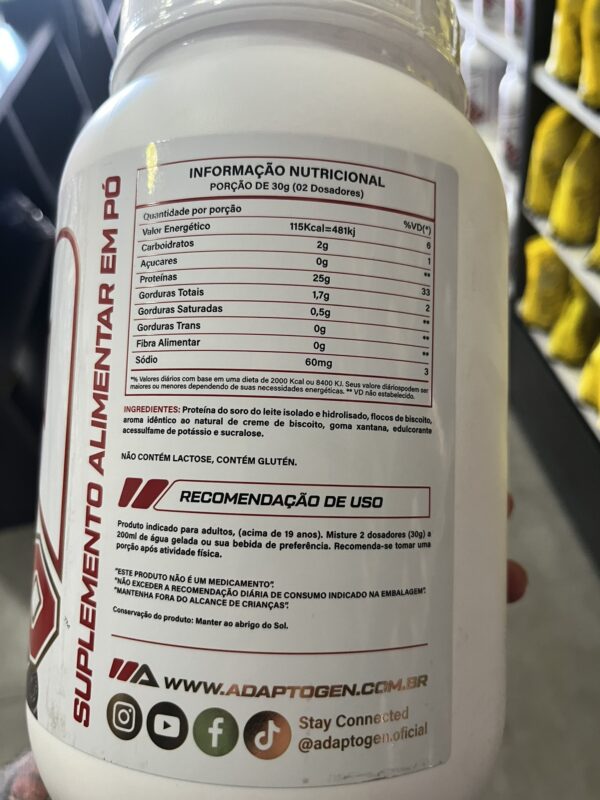 SUPLEMENTO ALIMENTAR EM PÓ
INFORMAÇÃO NUTRICIONAL
PORÇÃO DE 30g (02 Dosadores)
Quantidade por porção %VD(*)
Valor Energético 115Kcal=481kj 6
Carboidratos 2g 1
Açucares 0g **
Proteínas 25g 33
Gorduras Totais 1,7g 2
Gorduras Saturadas 0,5g **
Gorduras Trans 0g **
Fibra Alimentar 0g **
Sódio 60mg 3
*% Valores diários com base em uma dieta de 2000 Kcal ou 8400 KJ. Seus valore diáriospodem ser
maiores ou menores dependendo de suas necessidades energéticas. ** VD não estabelecido.
INGREDIENTES: Proteína do soro do leite isolado e hidrolisado, flocos de biscoito,
aroma idêntico ao natural de creme de biscoito, goma xantana, edulcorante
acessulfame de potássio e sucralose.
NÃO CONTÉM LACTOSE, CONTÉM GLUTÉN.
RECOMENDAÇÃO DE USO
Produto indicado para adultos, (acima de 19 anos). Misture 2 dosadores (30g) a
200ml de água gelada ou sua bebida de preferência. Recomenda-se tomar uma
porção após atividade física.
"ESTE PRODUTO NÃO É UM MEDICAMENTO".
"NÃO EXCEDER A RECOMENDAÇÃO DIÁRIA DE CONSUMO INDICADO NA EMBALAGEM".
"MANTENHA FORA DO ALCANCE DE CRIANÇAS".
Conservação do produto: Manter ao abrigo do Sol.
WWW.ADAPTOGEN.COM.BR
Stay Connected
@adaptogen.oficial